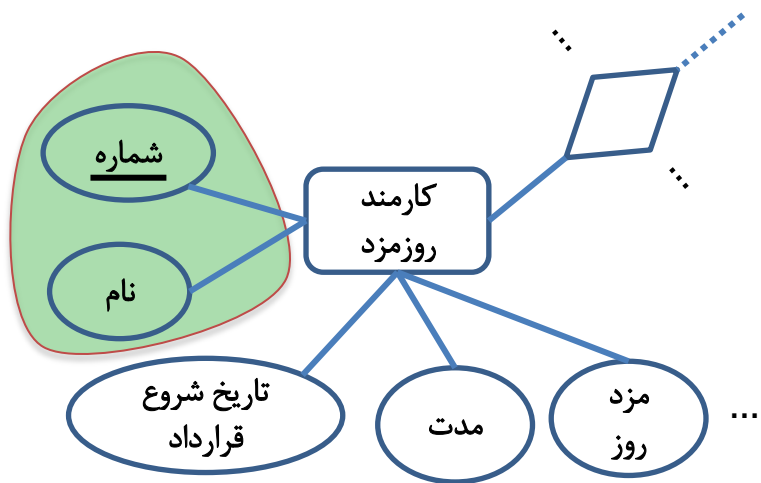 شماره
کارمند
روزمزد
نام
تاریخ شروع
قرارداد
مدت
مزد
روز
...